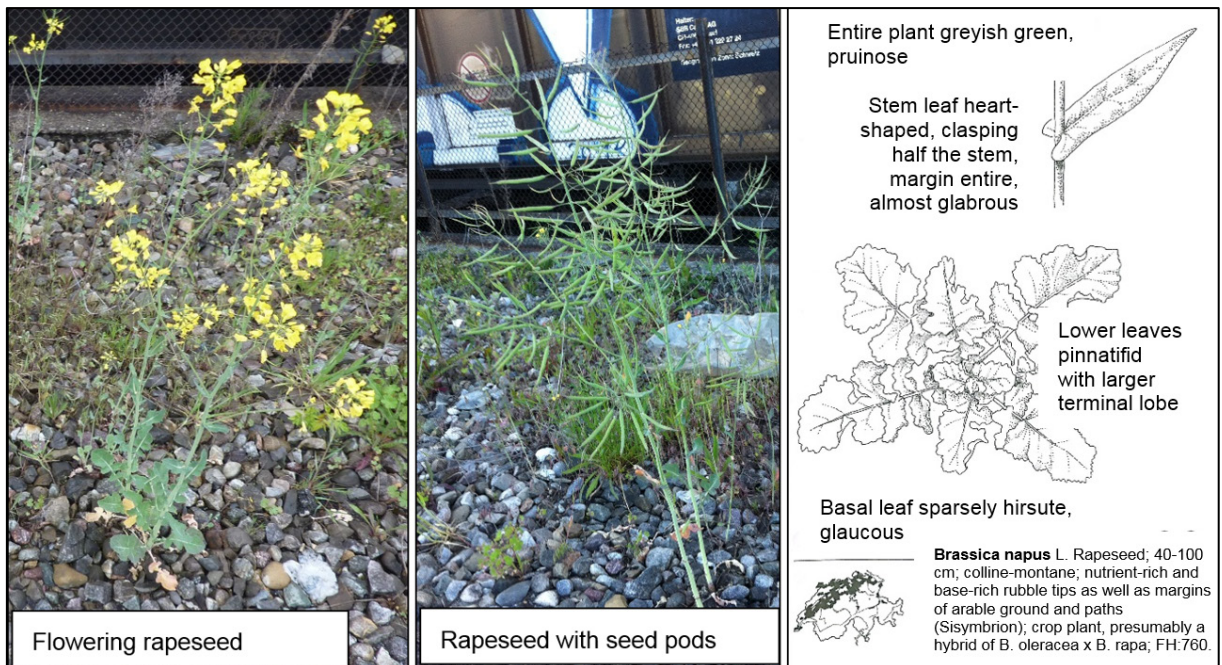 Flowering rapeseed
Rapeseed with seed pods
Entire plant greyish green,
pruinose
Stem leaf heart-
shaped, clasping
half the stem,
margin entire,
almost glabrous
Lower leaves
pinnatifid
with larger
terminal lobe
Basal leaf sparsely hirsute,
glaucous
Brassica napus L. Rapeseed; 40-100
cm; colline-montane; nutrient-rich and
base-rich rubble tips as well as margins
of arable ground and paths
(Sisymbrion); crop plant, presumably a
hybrid of B. oleracea x B. rapa; FH:760.